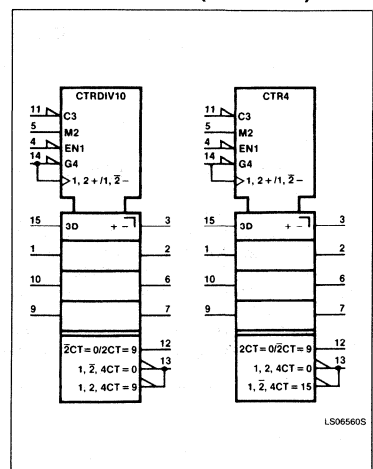 CTRDIV10
11 C3
5 M2
4 EN1
14 G4
1, 2+/1, 2̅ −
15 3D + − 3
1 2
10 6
9 7
2̅CT=0/2CT=9 12
1, 2̅, 4CT=0 13
1, 2, 4CT=9
CTR4
11 C3
5 M2
4 EN1
14 G4
1, 2+/1, 2̅ −
15 3D + − 3
1 2
10 6
9 7
2CT=0/2̅CT=9 12
1, 2, 4CT=0 13
1, 2̅, 4CT=15
LS06560S